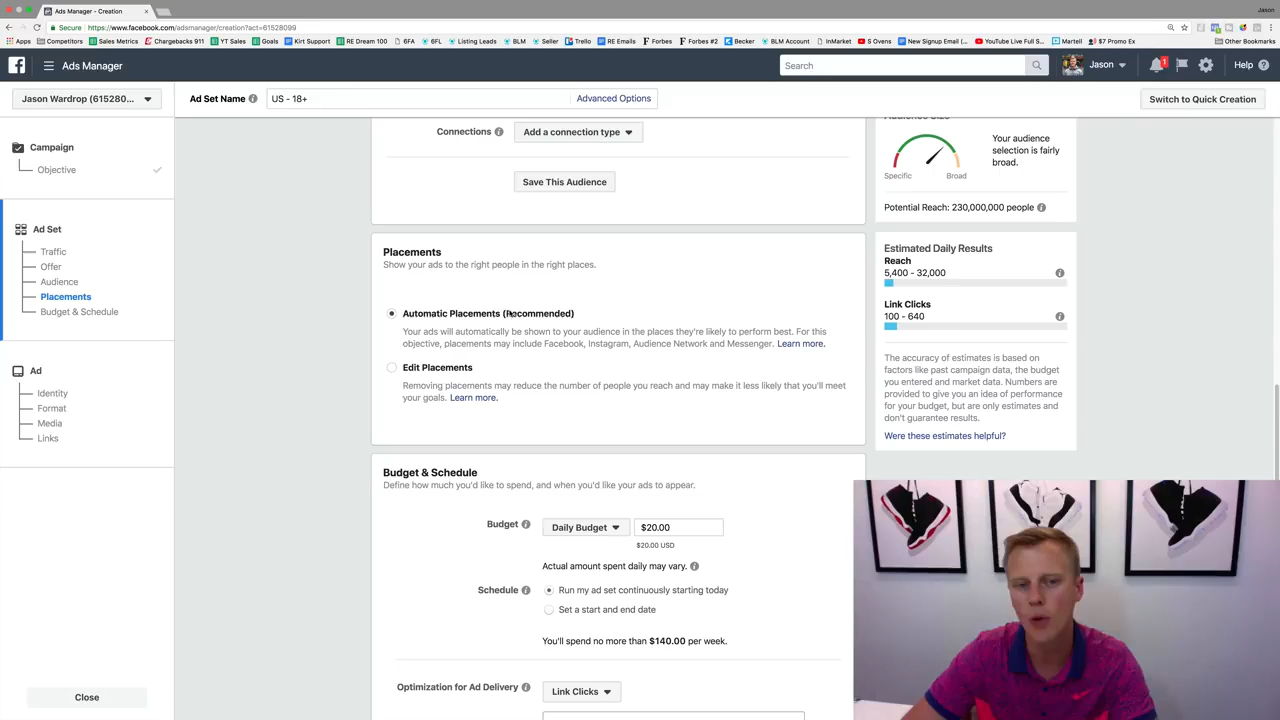 Ads Manager - Creation
Jason
Secure
https://www.facebook.com/adsmanager/creation?act=61528099
Apps
Competitors
Sales Metrics
Chargebacks 911
YT Sales
Goals
Kirt Support
RE Dream 100
6FA
6FL
Listing Leads
BLM
Seller
Trello
RE Emails
Forbes
Forbes #2
Becker
BLM Account
InMarket
S Ovens
New Signup Email (...
YouTube Live Full S...
Martell
$7 Promo Ex
Other Bookmarks
Ads Manager
Search
Jason
1
Help
Jason Wardrop (615280...
Ad Set Name
US - 18+
Advanced Options
Switch to Quick Creation
Campaign
Objective
Ad Set
Traffic
Offer
Audience
Placements
Budget & Schedule
Ad
Identity
Format
Media
Links
Close
Connections
Add a connection type
Save This Audience
Placements
Show your ads to the right people in the right places.
Automatic Placements (Recommended)
Your ads will automatically be shown to your audience in the places they're likely to perform best. For this
objective, placements may include Facebook, Instagram, Audience Network and Messenger. Learn more.
Edit Placements
Removing placements may reduce the number of people you reach and may make it less likely that you'll meet
your goals. Learn more.
Budget & Schedule
Define how much you'd like to spend, and when you'd like your ads to appear.
Budget
Daily Budget
$20.00
$20.00 USD
Actual amount spent daily may vary.
Schedule
Run my ad set continuously starting today
Set a start and end date
You'll spend no more than $140.00 per week.
Optimization for Ad Delivery
Link Clicks
Audience Size
Specific
Broad
Your audience
selection is fairly
broad.
Potential Reach: 230,000,000 people
Estimated Daily Results
Reach
5,400 - 32,000
Link Clicks
100 - 640
The accuracy of estimates is based on
factors like past campaign data, the budget
you entered and market data. Numbers are
provided to give you an idea of performance
for your budget, but are only estimates and
don't guarantee results.
Were these estimates helpful?